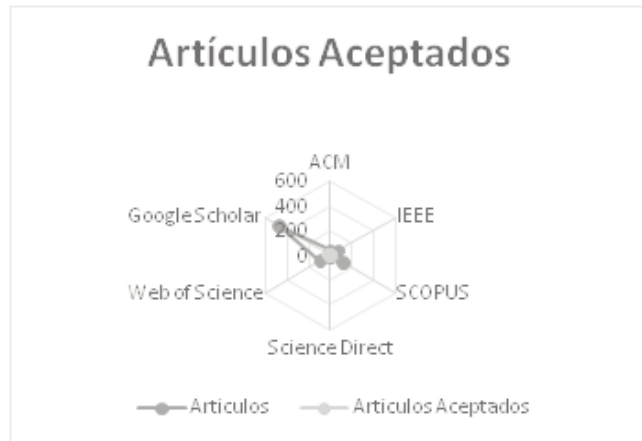 Artículos Aceptados
ACM
600
400
200
0
Google Scholar
IEEE
Web of Science
SCOPUS
Science Direct
Articulos
Articulos Aceptados